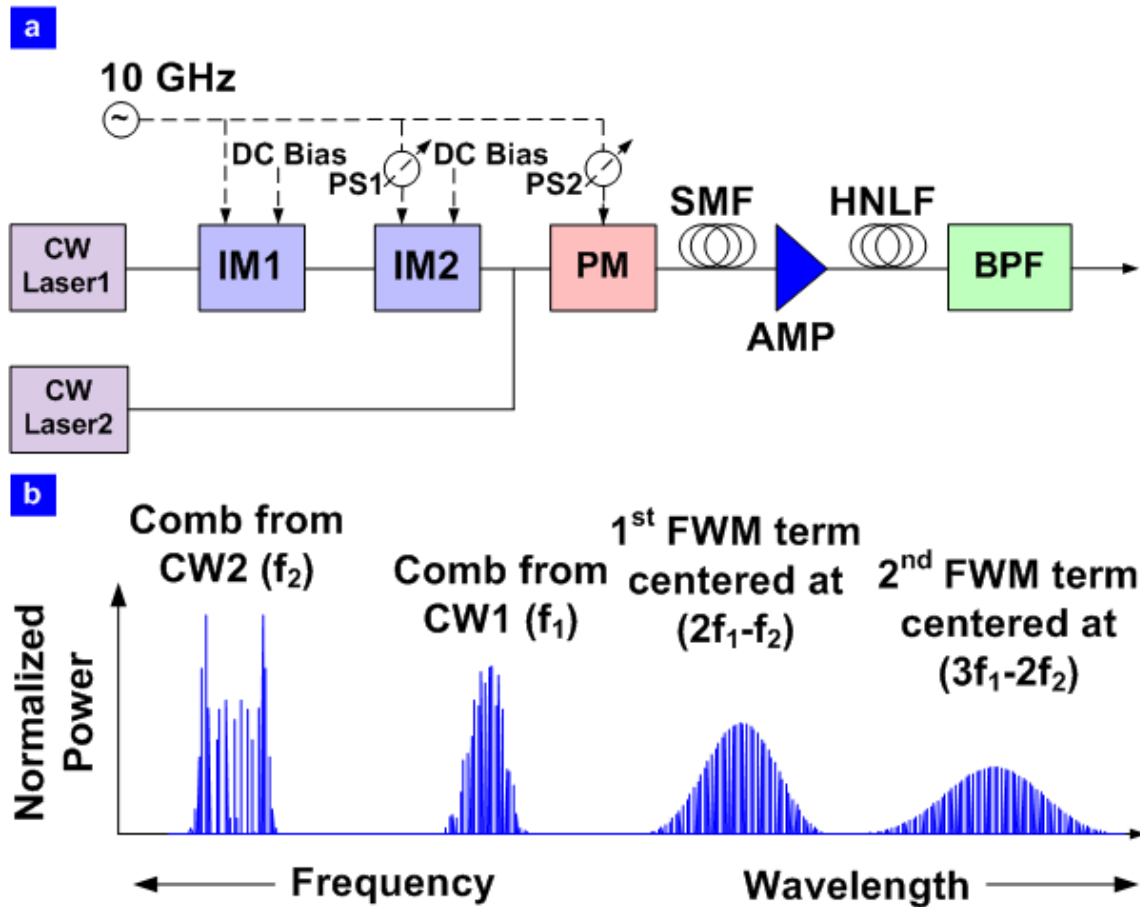 a
10 GHz
~
DC Bias
PS1
DC Bias
PS2
SMF
HNLF
CW
Laser1
IM1
IM2
PM
BPF
AMP
CW
Laser2
b
Comb from
CW2 (f₂)
Comb from
CW1 (f₁)
1ˢᵗ FWM term
centered at
(2f₁-f₂)
2ⁿᵈ FWM term
centered at
(3f₁-2f₂)
Normalized
Power
Frequency
Wavelength